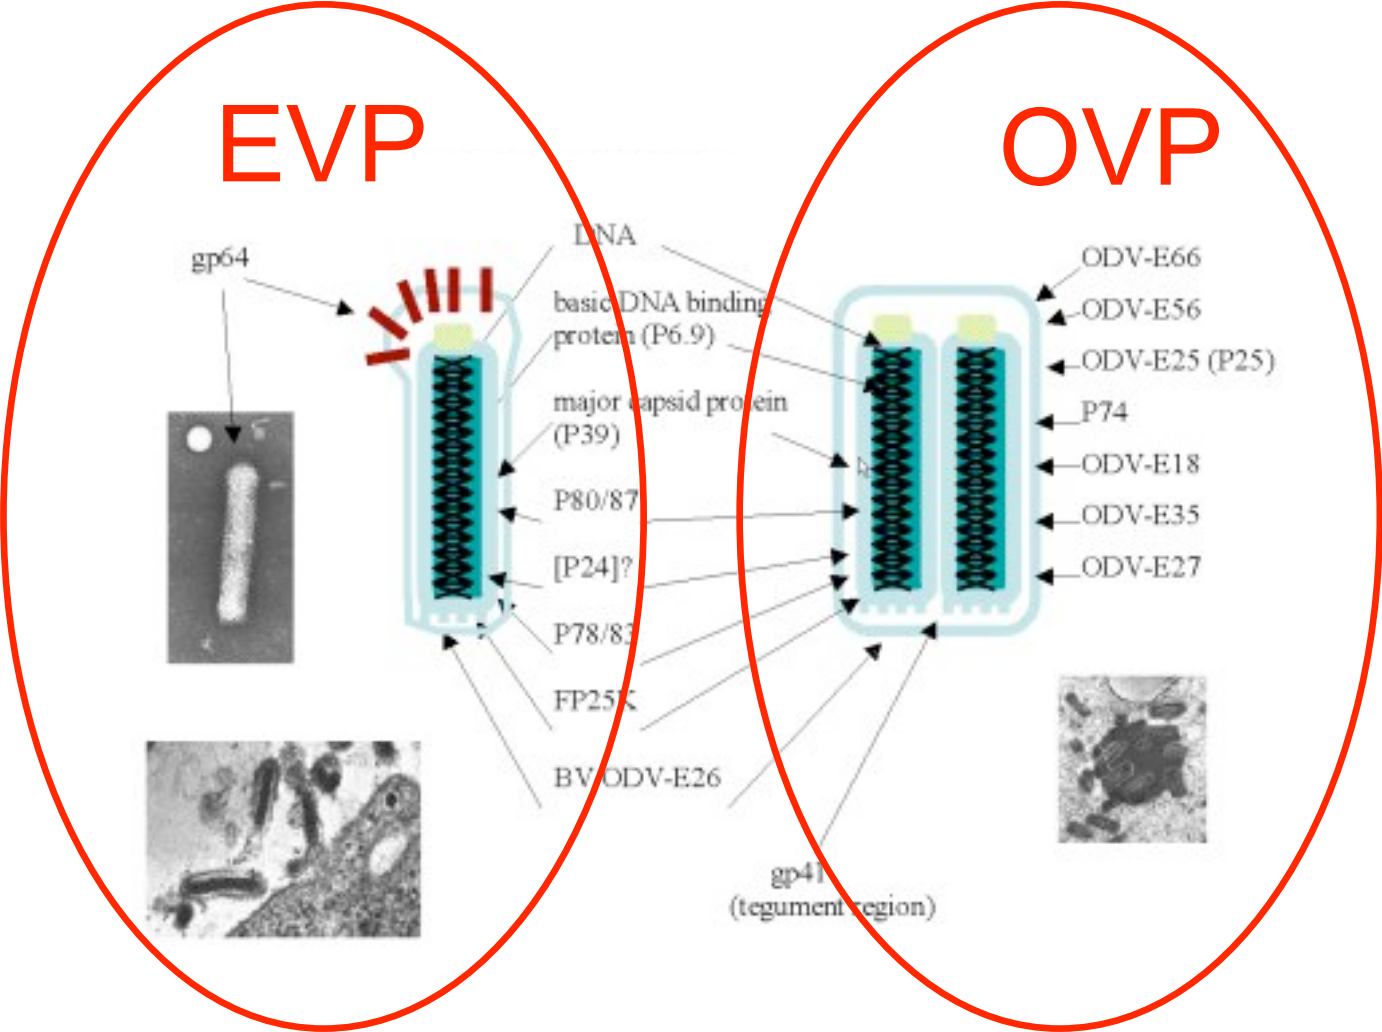 EVP
OVP
gp64
DNA
basic DNA binding
protein (P6.9)
major capsid protein
(P39)
P80/87
[P24]?
P78/83
FP25K
BV/ODV-E26
gp41
(tegument region)
ODV-E66
ODV-E56
ODV-E25 (P25)
P74
ODV-E18
ODV-E35
ODV-E27